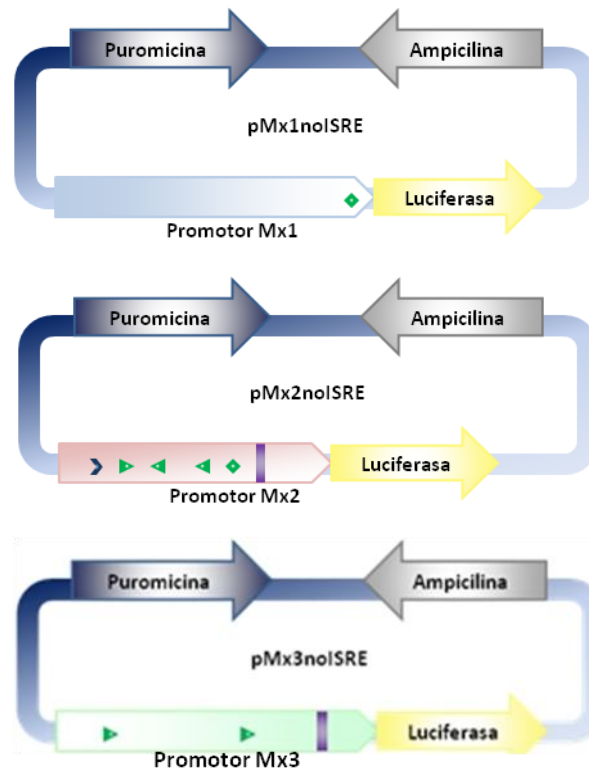 Puromicina Ampicilina
pMx1noISRE
Luciferasa
Promotor Mx1
Puromicina Ampicilina
pMx2noISRE
Luciferasa
Promotor Mx2
Puromicina Ampicilina
pMx3noISRE
Luciferasa
Promotor Mx3